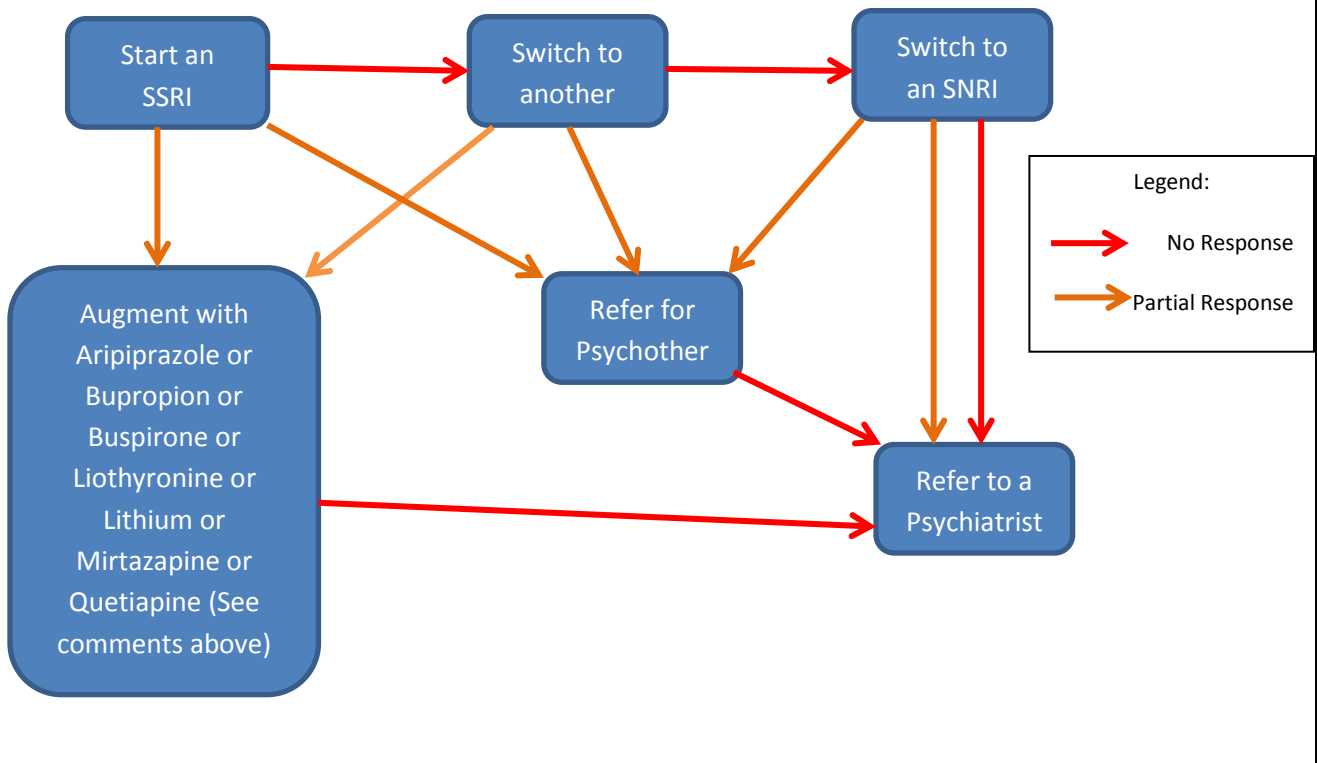 Start an
SSRI
Switch to
another
Switch to
an SNRI
Legend:
No Response
Partial Response
Augment with
Aripiprazole or
Bupropion or
Buspirone or
Liothyronine or
Lithium or
Mirtazapine or
Quetiapine (See
comments above)
Refer for
Psychother
Refer to a
Psychiatrist